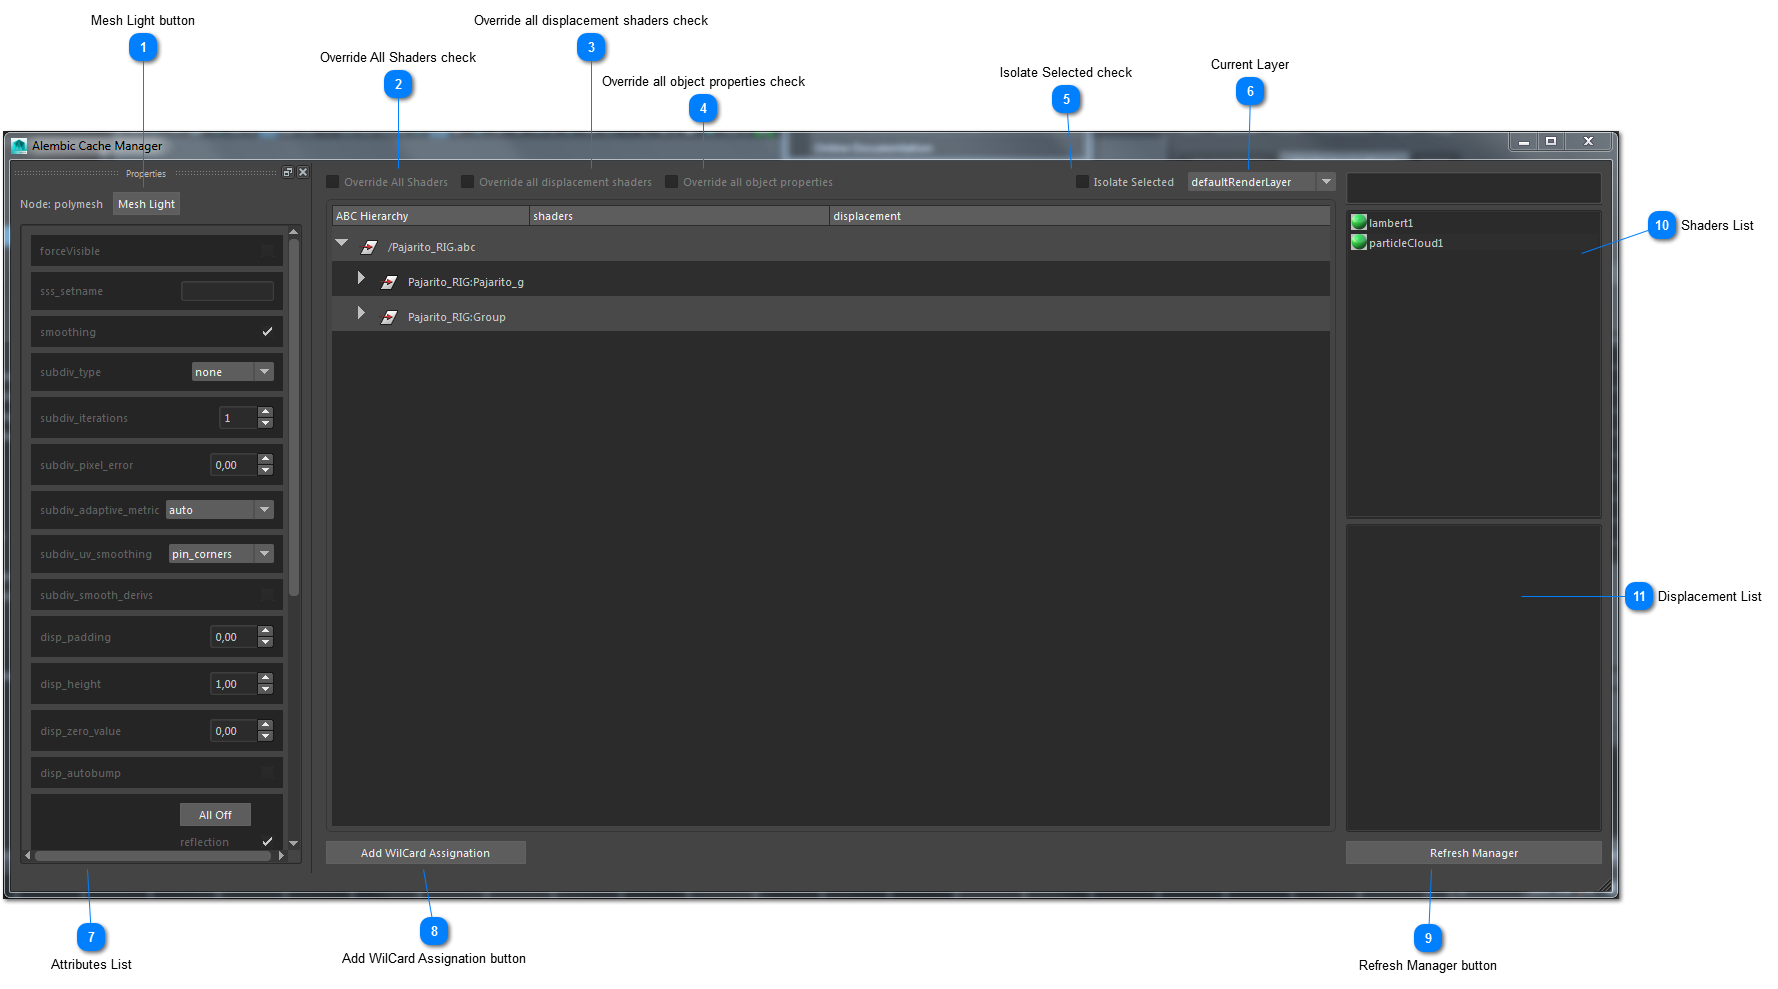 Mesh Light button
1
Override All Shaders check
2
Override all displacement shaders check
3
Override all object properties check
4
Isolate Selected check
5
Current Layer
6
Alembic Cache Manager
Online Documentation
Properties
Node: polymesh
Mesh Light
forceVisible
sss_setname
smoothing
subdiv_type
none
subdiv_iterations
1
subdiv_pixel_error
0,00
subdiv_adaptive_metric
auto
subdiv_uv_smoothing
pin_corners
subdiv_smooth_derivs
disp_padding
0,00
disp_height
1,00
disp_zero_value
0,00
disp_autobump
All Off
reflection
Override All Shaders
Override all displacement shaders
Override all object properties
Isolate Selected
defaultRenderLayer
ABC Hierarchy
shaders
displacement
/Pajarito_RIG.abc
Pajarito_RIG:Pajarito_g
Pajarito_RIG:Group
Add WilCard Assignation
lambert1
particleCloud1
Refresh Manager
10
Shaders List
11
Displacement List
7
Attributes List
8
Add WilCard Assignation button
9
Refresh Manager button